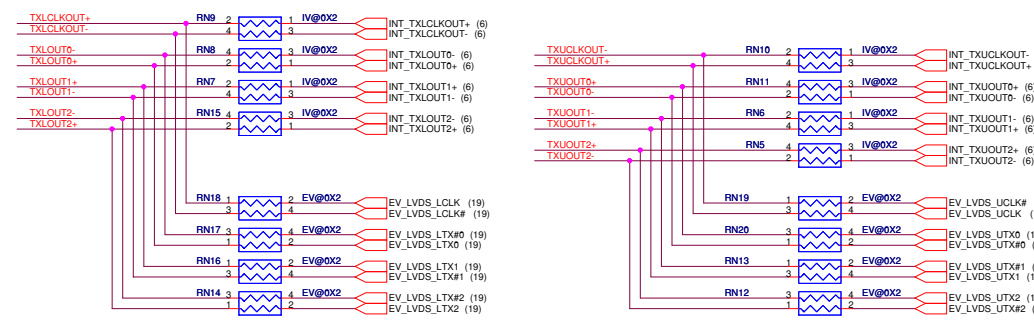 TXLCLKOUT+ RN9 2 1 IV@0X2 INT_TXLCLKOUT+ (6)
TXLCLKOUT- 4 3 INT_TXLCLKOUT- (6)
TXLOUT0- RN8 4 3 IV@0X2 INT_TXLOUT0- (6)
TXLOUT0+ 2 1 INT_TXLOUT0+ (6)
TXLOUT1+ RN7 2 1 IV@0X2 INT_TXLOUT1+ (6)
TXLOUT1- 4 3 INT_TXLOUT1- (6)
TXLOUT2- RN15 4 3 IV@0X2 INT_TXLOUT2- (6)
TXLOUT2+ 2 1 INT_TXLOUT2+ (6)
RN18 1 2 EV@0X2 EV_LVDS_LCLK (19)
3 4 EV_LVDS_LCLK# (19)
RN17 3 4 EV@0X2 EV_LVDS_LTX#0 (19)
1 2 EV_LVDS_LTX0 (19)
RN16 1 2 EV@0X2 EV_LVDS_LTX1 (19)
3 4 EV_LVDS_LTX#1 (19)
RN14 3 4 EV@0X2 EV_LVDS_LTX#2 (19)
1 2 EV_LVDS_LTX2 (19)
TXUCLKOUT- RN10 2 1 IV@0X2 INT_TXUCLKOUT-
TXUCLKOUT+ 4 3 INT_TXUCLKOUT+
TXUOUT0+ RN11 4 3 IV@0X2 INT_TXUOUT0+ (6)
TXUOUT0- 2 1 INT_TXUOUT0- (6)
TXUOUT1- RN6 2 1 IV@0X2 INT_TXUOUT1- (6)
TXUOUT1+ 4 3 INT_TXUOUT1+ (6)
TXUOUT2+ RN5 4 3 IV@0X2 INT_TXUOUT2+ (6)
TXUOUT2- 2 1 INT_TXUOUT2- (6)
RN19 1 2 EV@0X2 EV_LVDS_UCLK#
3 4 EV_LVDS_UCLK (
RN20 3 4 EV@0X2 EV_LVDS_UTX0 (1
1 2 EV_LVDS_UTX#0 (
RN13 1 2 EV@0X2 EV_LVDS_UTX#1 (
3 4 EV_LVDS_UTX1 (1
RN12 3 4 EV@0X2 EV_LVDS_UTX2 (1
1 2 EV_LVDS_UTX#2 (